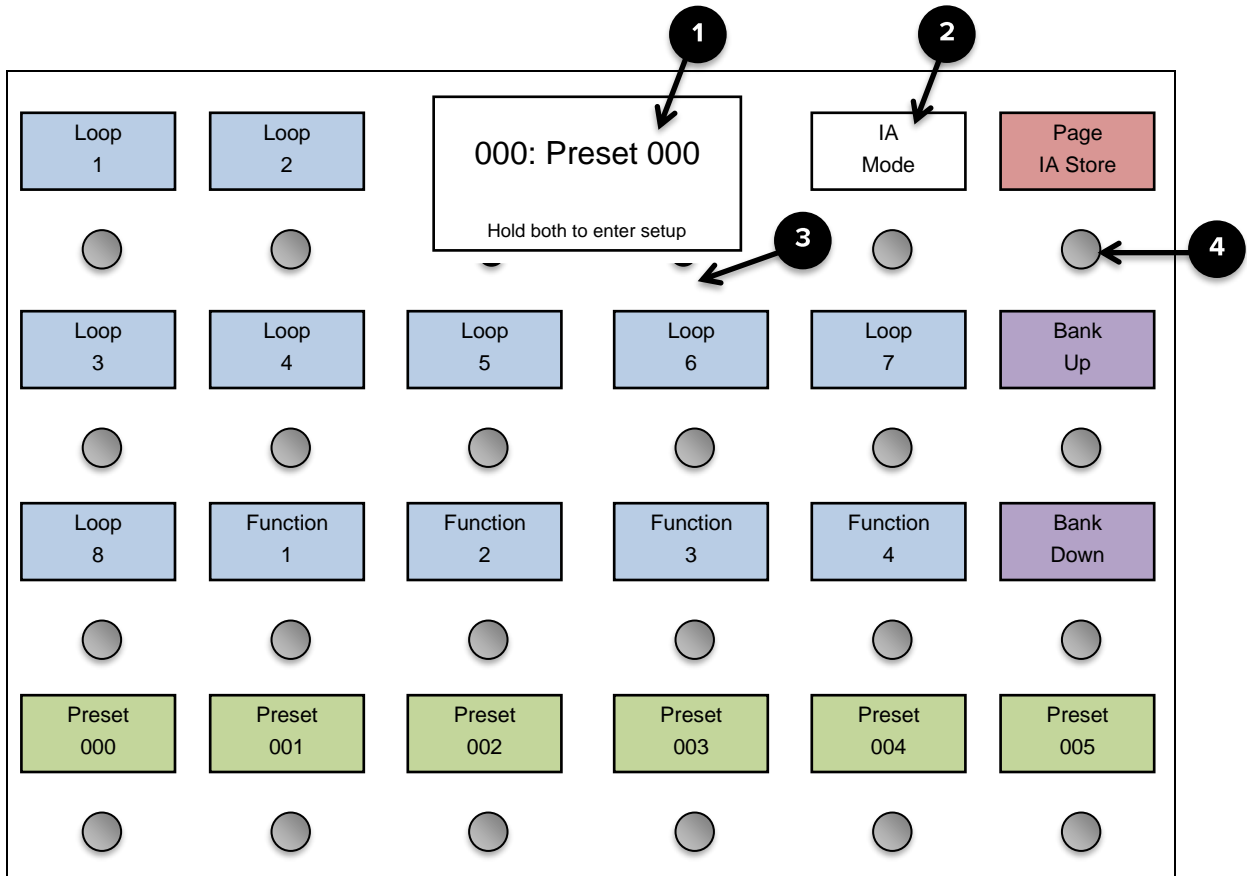 1
2
Loop
1
Loop
2
000: Preset 000
Hold both to enter setup
IA
Mode
Page
IA Store
3
4
Loop
3
Loop
4
Loop
5
Loop
6
Loop
7
Bank
Up
Loop
8
Function
1
Function
2
Function
3
Function
4
Bank
Down
Preset
000
Preset
001
Preset
002
Preset
003
Preset
004
Preset
005